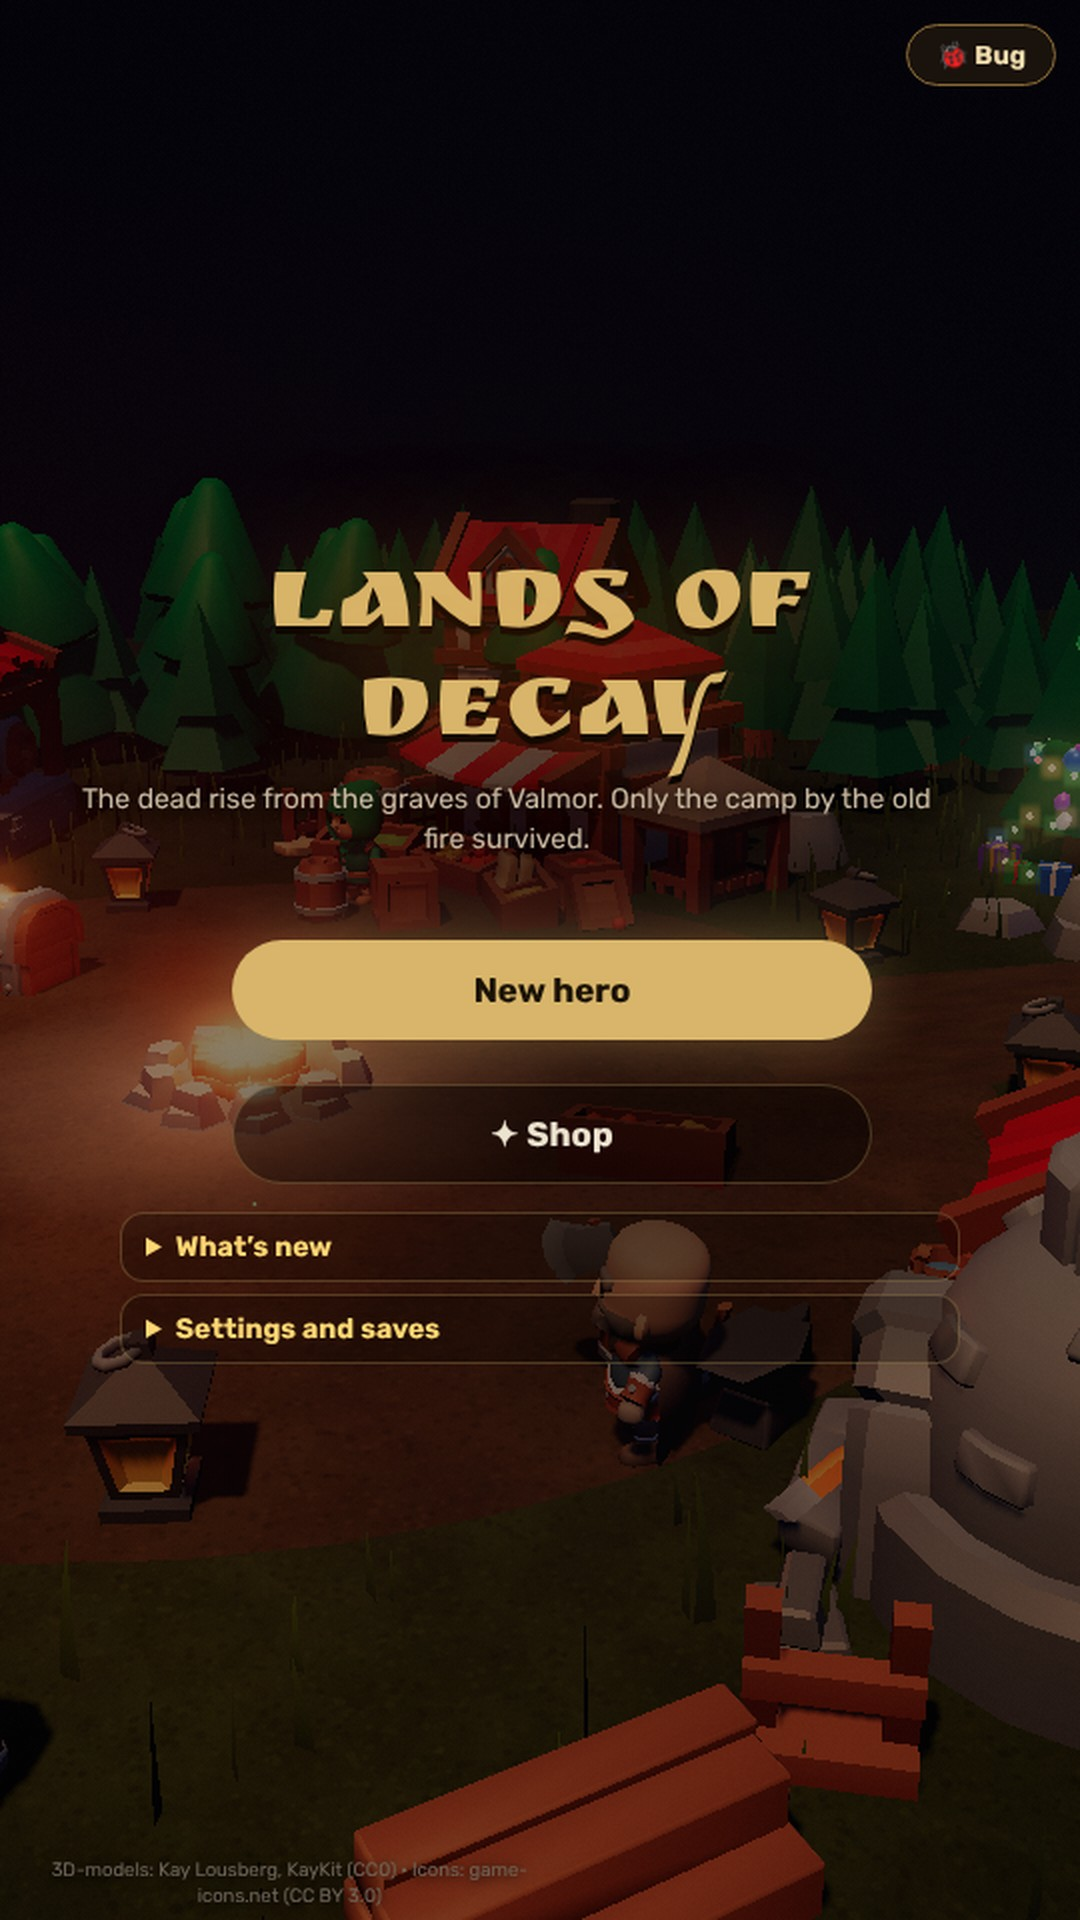 🐞 Bug
LANDS OF
DECAY
The dead rise from the graves of Valmor. Only the camp by the old
fire survived.
New hero
✦ Shop
▶ What's new
▶ Settings and saves
3D-models: Kay Lousberg, KayKit (CC0) · Icons: game-
icons.net (CC BY 3.0)